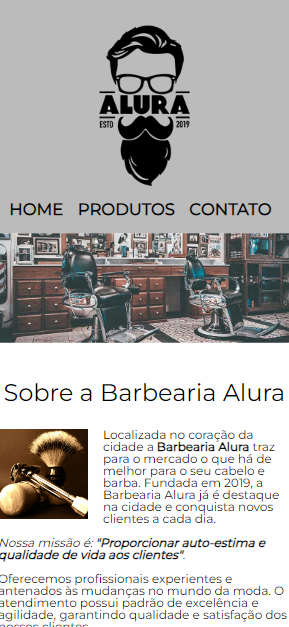 ALURA
ESTD 2019
HOME PRODUTOS CONTATO
Sobre a Barbearia Alura
Localizada no coração da
cidade a Barbearia Alura traz
para o mercado o que há de
melhor para o seu cabelo e
barba. Fundada em 2019, a
Barbearia Alura já é destaque
na cidade e conquista novos
clientes a cada dia.
Nossa missão é: "Proporcionar auto-estima e
qualidade de vida aos clientes".
Oferecemos profissionais experientes e
antenados às mudanças no mundo da moda. O
atendimento possui padrão de excelência e
agilidade, garantindo qualidade e satisfação dos
nossos clientes.